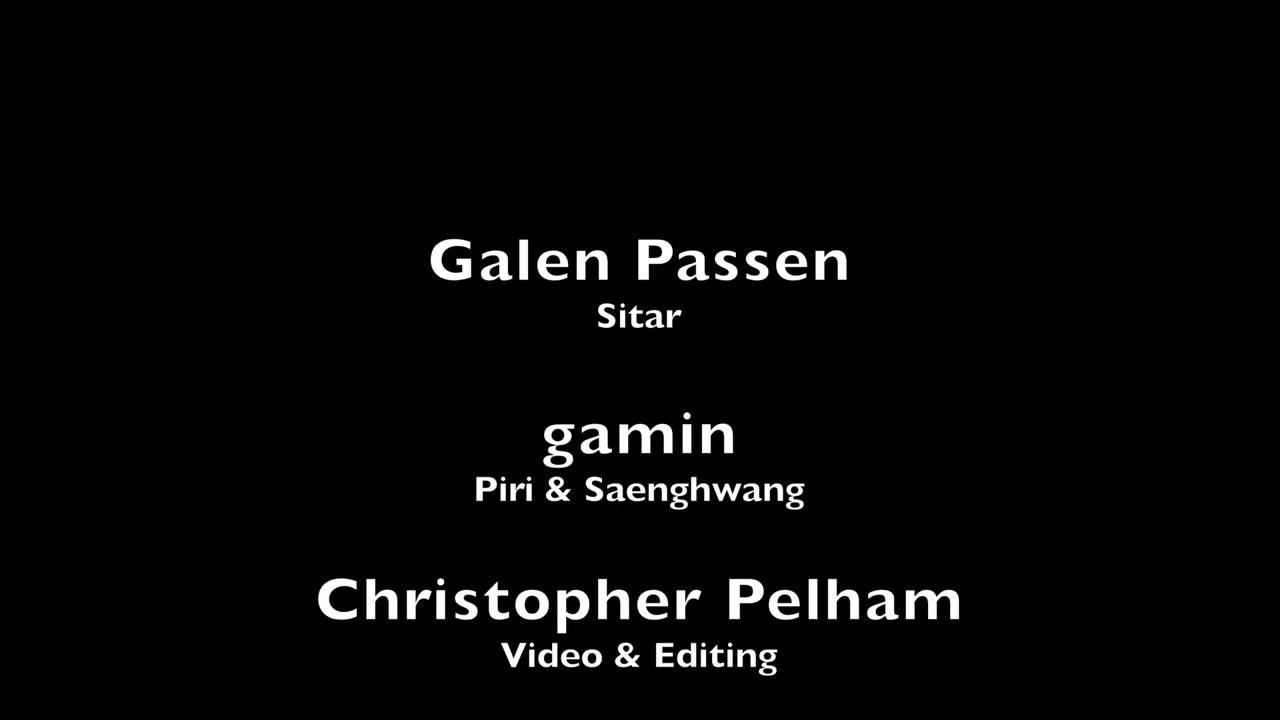 Galen Passen
Sitar
gamin
Piri & Saenghwang
Christopher Pelham
Video & Editing